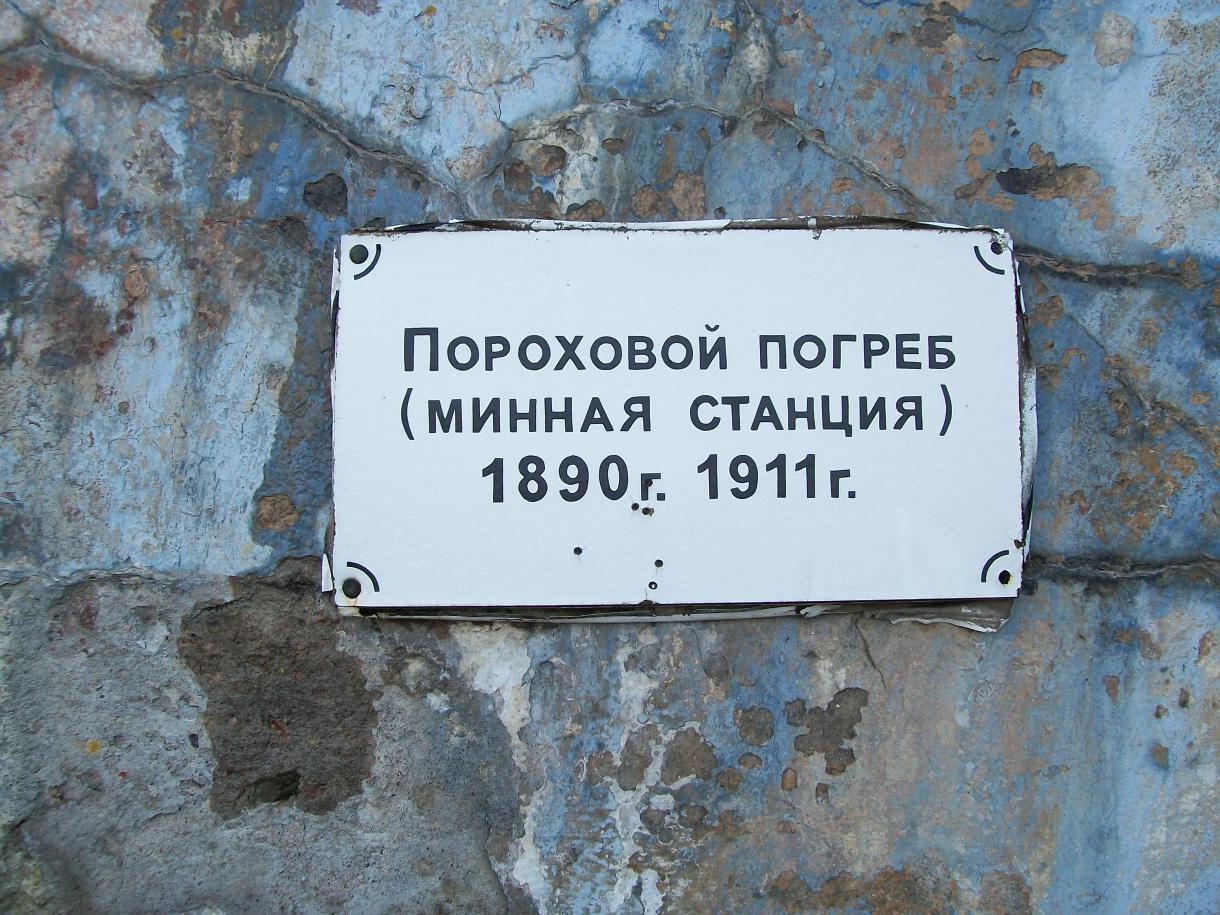 Пороховой погреб
(минная станция)
1890г. 1911г.